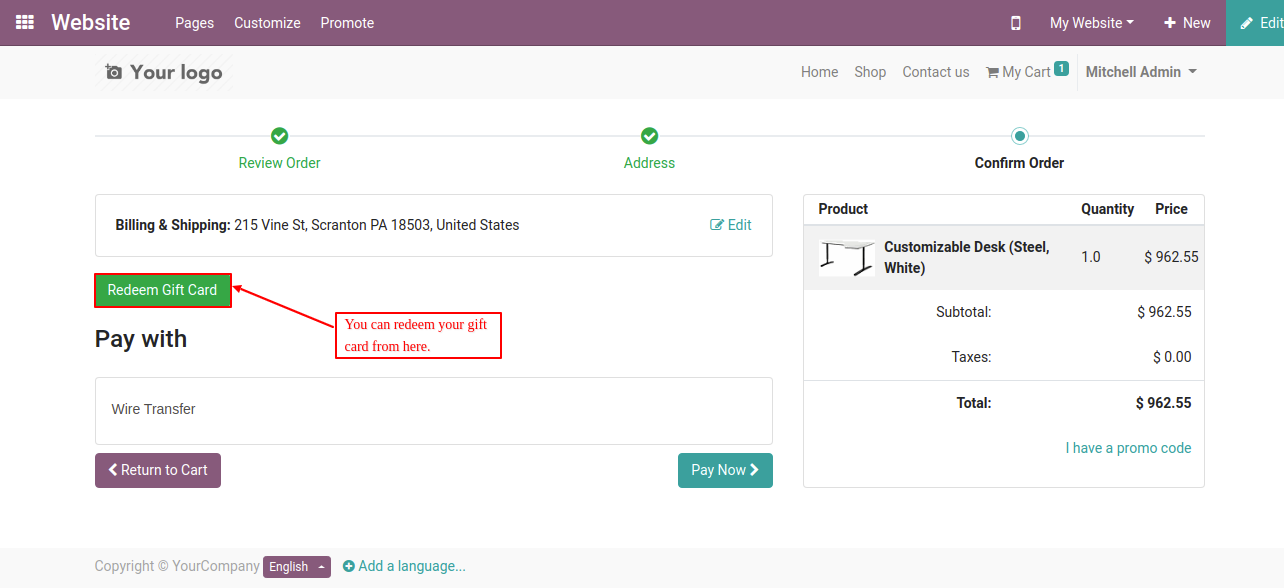 Website Pages Customize Promote My Website New Edit
Your logo Home Shop Contact us My Cart 1 Mitchell Admin
Review Order Address Confirm Order
Billing & Shipping: 215 Vine St, Scranton PA 18503, United States Edit
Redeem Gift Card
You can redeem your gift
card from here.
Pay with
Wire Transfer
Return to Cart Pay Now
Product Quantity Price
Customizable Desk (Steel,
White) 1.0 $ 962.55
Subtotal: $ 962.55
Taxes: $ 0.00
Total: $ 962.55
I have a promo code
Copyright © YourCompany English Add a language...